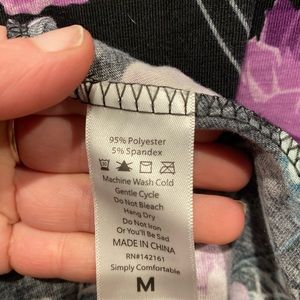 95% Polyester
5% Spandex
Machine Wash Cold
Gentle Cycle
Do Not Bleach
Hang Dry
Do Not Iron
Or You'll Be Sad
MADE IN CHINA
RN#142161
Simply Comfortable
M